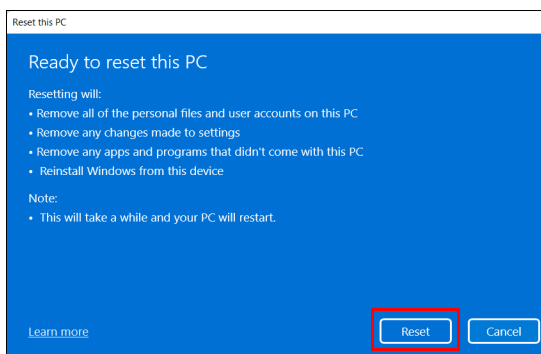 Reset this PC
Ready to reset this PC
Resetting will:
• Remove all of the personal files and user accounts on this PC
• Remove any changes made to settings
• Remove any apps and programs that didn't come with this PC
• Reinstall Windows from this device
Note:
• This will take a while and your PC will restart.
Learn more
Reset
Cancel